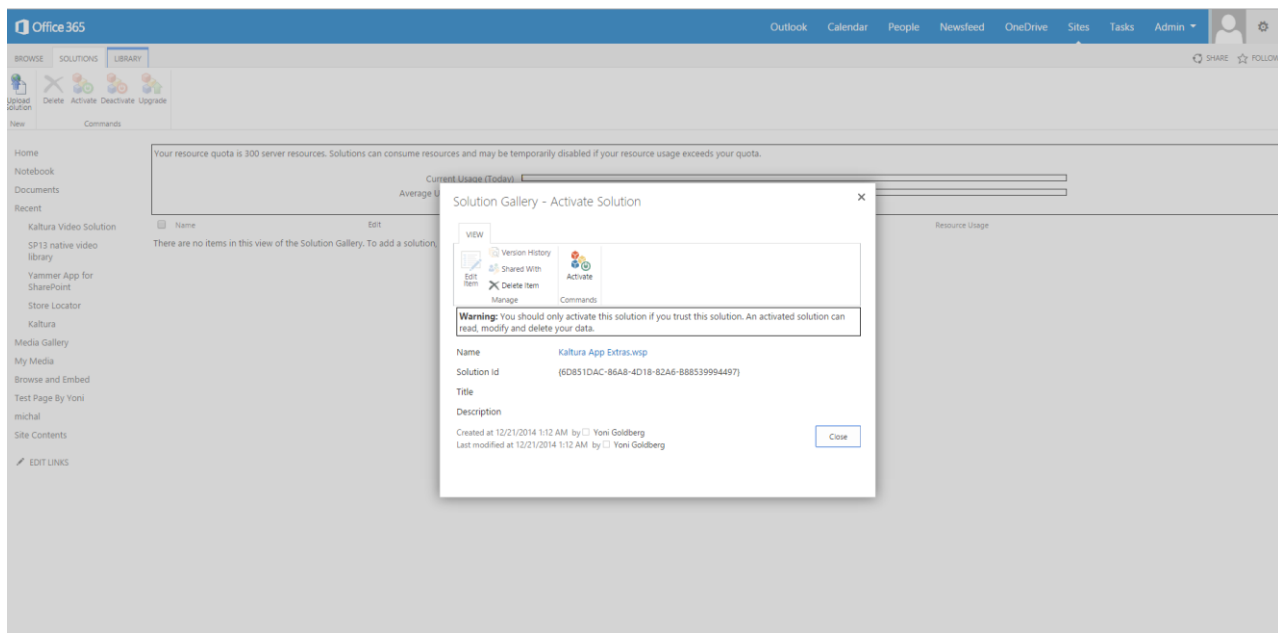 Office 365
Outlook Calendar People Newsfeed OneDrive Sites Tasks Admin
BROWSE SOLUTIONS LIBRARY
SHARE FOLLOW
Upload Solution
Delete Activate Deactivate Upgrade
New Commands
Home
Notebook
Documents
Recent
Kaltura Video Solution
SP13 native video
library
Yammer App for
SharePoint
Store Locator
Kaltura
Media Gallery
My Media
Browse and Embed
Test Page By Yoni
michal
Site Contents
EDIT LINKS
Your resource quota is 300 server resources. Solutions can consume resources and may be temporarily disabled if your resource usage exceeds your quota.
Current Usage (Today)
Average U
Name Edit Resource Usage
There are no items in this view of the Solution Gallery. To add a solution,
Solution Gallery - Activate Solution
VIEW
Edit
Item
Version History
Shared With
Delete Item
Manage
Activate
Commands
Warning: You should only activate this solution if you trust this solution. An activated solution can
read, modify and delete your data.
Name Kaltura App Extras.wsp
Solution Id {6D851DAC-86A8-4D18-82A6-B88539994497}
Title
Description
Created at 12/21/2014 1:12 AM by Yoni Goldberg
Last modified at 12/21/2014 1:12 AM by Yoni Goldberg
Close